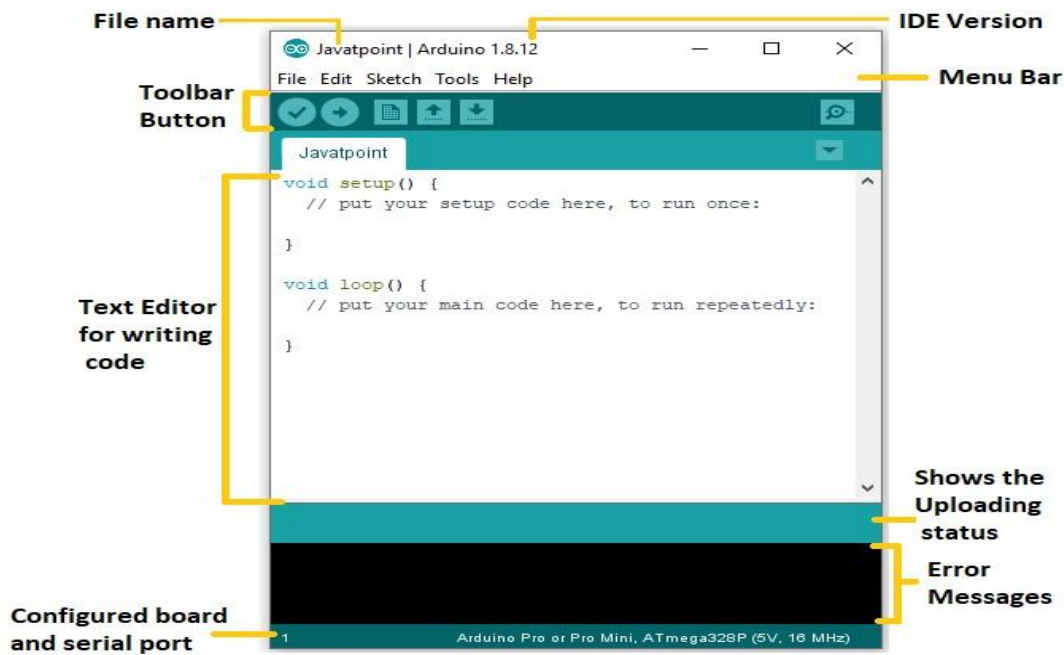 File name
IDE Version
Javatpoint | Arduino 1.8.12
File Edit Sketch Tools Help
Menu Bar
Toolbar
Button
Javatpoint
void setup() {
// put your setup code here, to run once:
}
void loop() {
// put your main code here, to run repeatedly:
}
Text Editor
for writing
code
Shows the
Uploading
status
Error
Messages
Configured board
and serial port
1
Arduino Pro or Pro Mini, ATmega328P (5V, 16 MHz)